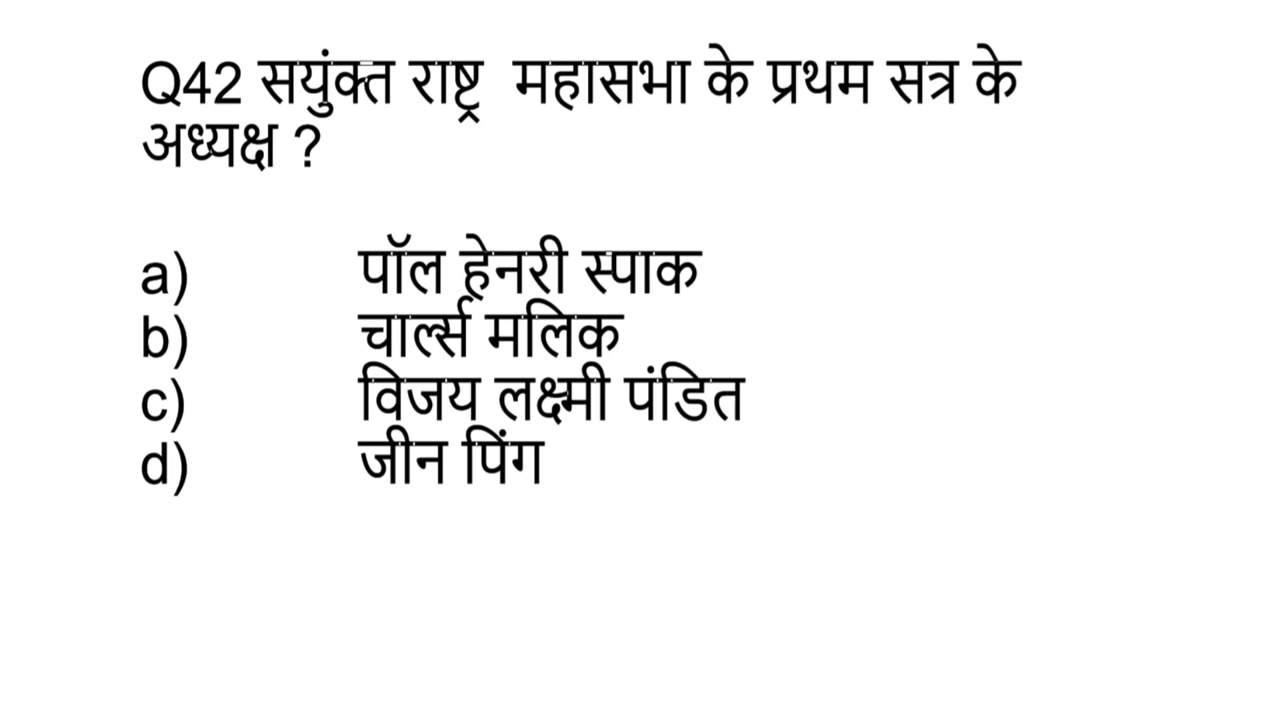 Q42 सयुंक्त राष्ट्र  महासभा के प्रथम सत्र के
अध्यक्ष ?
a) पॉल हेनरी स्पाक
b) चार्ल्स मलिक
c) विजय लक्ष्मी पंडित
d) जीन पिंग